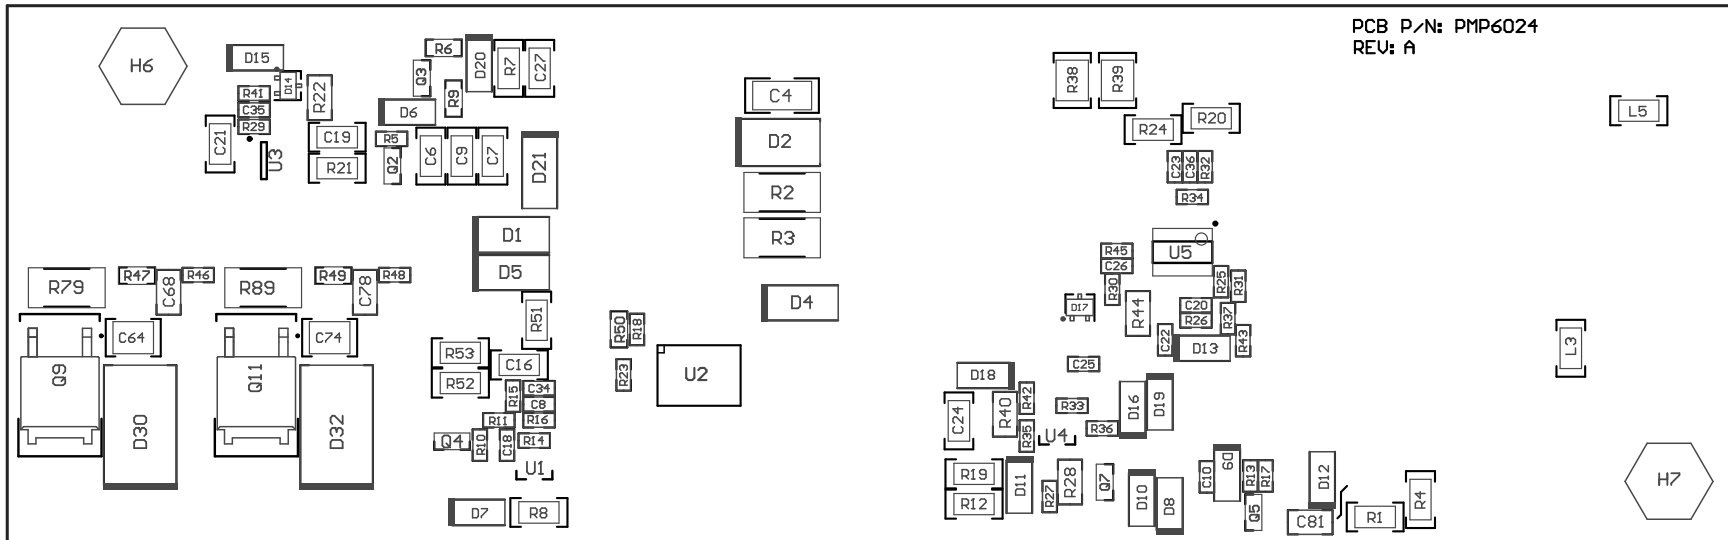 PCB P/N: PMP6024
REV: A
H6
D15
D14
R22
R41
C35
R29
C21
U3
C19
R21
R6
Q3
R9
D20
R7
C27
D6
R5
Q2
C6
C9
C7
D21
C4
D2
R2
R3
D4
R38
R39
R24
R20
C23
C36
R32
R34
L5
D1
D5
R51
U5
R45
C26
R30
R44
D17
R25
R31
C20
R26
R37
C22
D13
R43
C25
R79
R47
C68
R46
R89
R49
C78
R48
C64
Q9
D30
C74
Q11
D32
R53
R52
C16
R15
C34
C8
R16
R11
Q4
R10
C18
R14
U1
D7
R8
R50
R18
R23
U2
L3
D18
C24
R40
R42
R35
R33
U4
R36
D16
D19
R19
R12
D11
R27
R28
Q7
D10
D8
C10
D9
R13
R17
Q5
D12
C81
R1
R4
H7